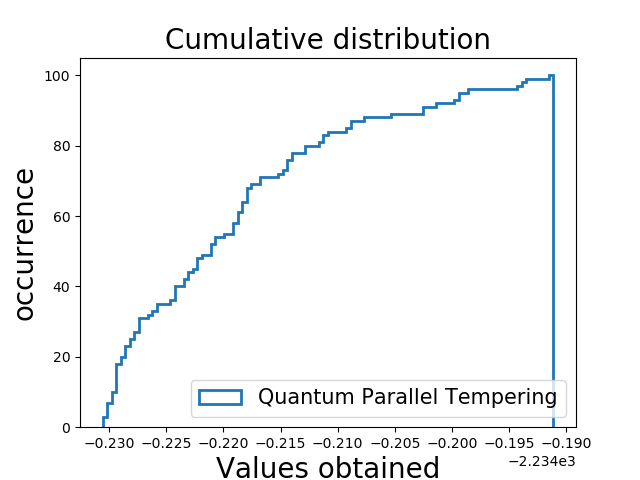 Cumulative distribution
occurrence
100
80
60
40
20
0
Quantum Parallel Tempering
−0.230 −0.225 −0.220 −0.215 −0.210 −0.205 −0.200 −0.195 −0.190
−2.234e3
Values obtained